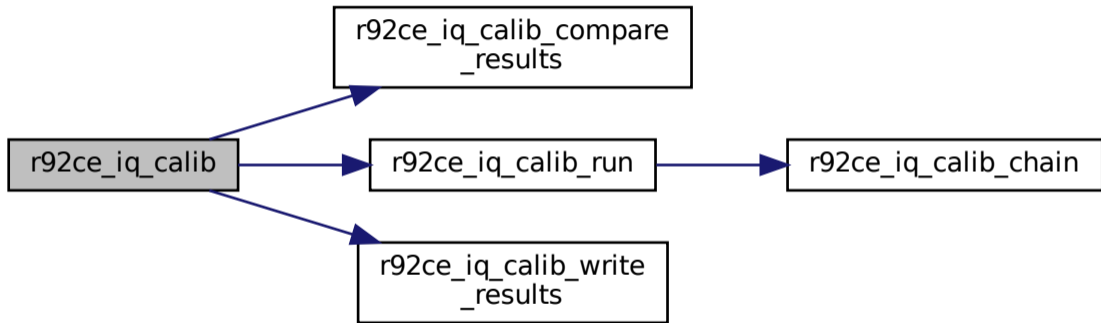 r92ce_iq_calib_compare
_results
r92ce_iq_calib
r92ce_iq_calib_run
r92ce_iq_calib_chain
r92ce_iq_calib_write
_results